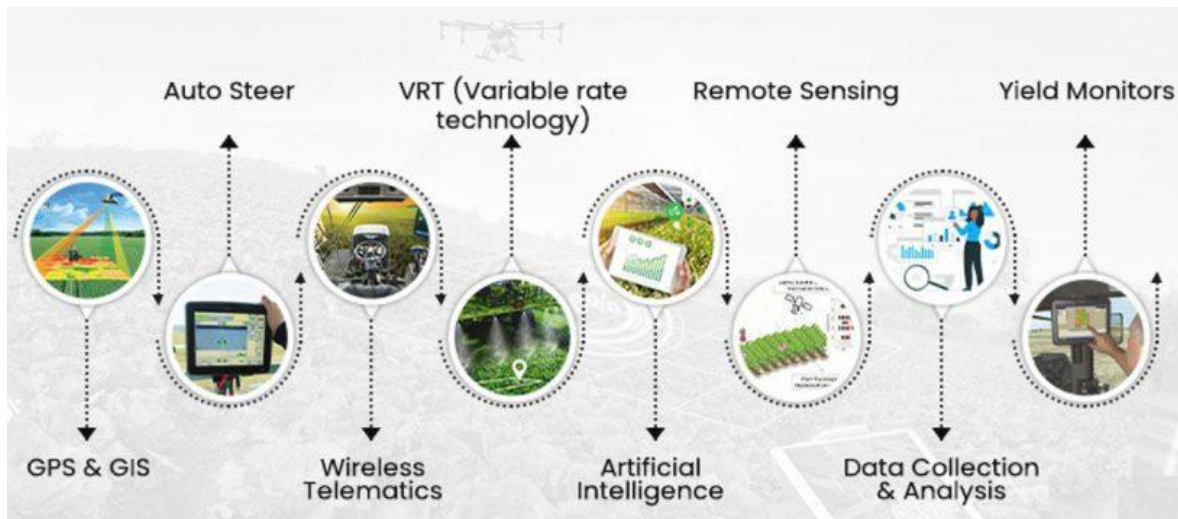 Auto Steer
VRT (Variable rate
technology)
Remote Sensing
Yield Monitors
GPS & GIS
Wireless
Telematics
Artificial
Intelligence
Data Collection
& Analysis